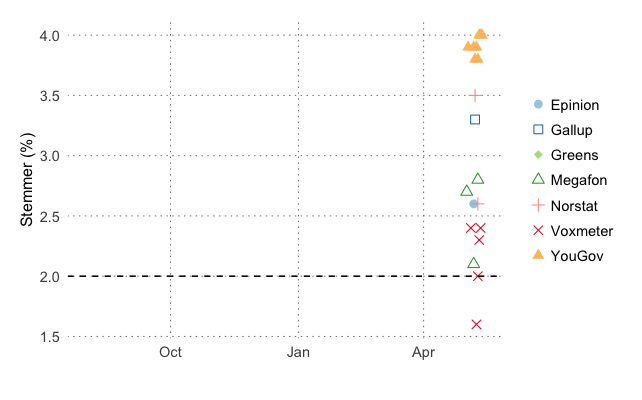 4.0
3.5
3.0
2.5
2.0
1.5
Stemmer (%)
Oct
Jan
Apr
Epinion
Gallup
Greens
Megafon
Norstat
Voxmeter
YouGov